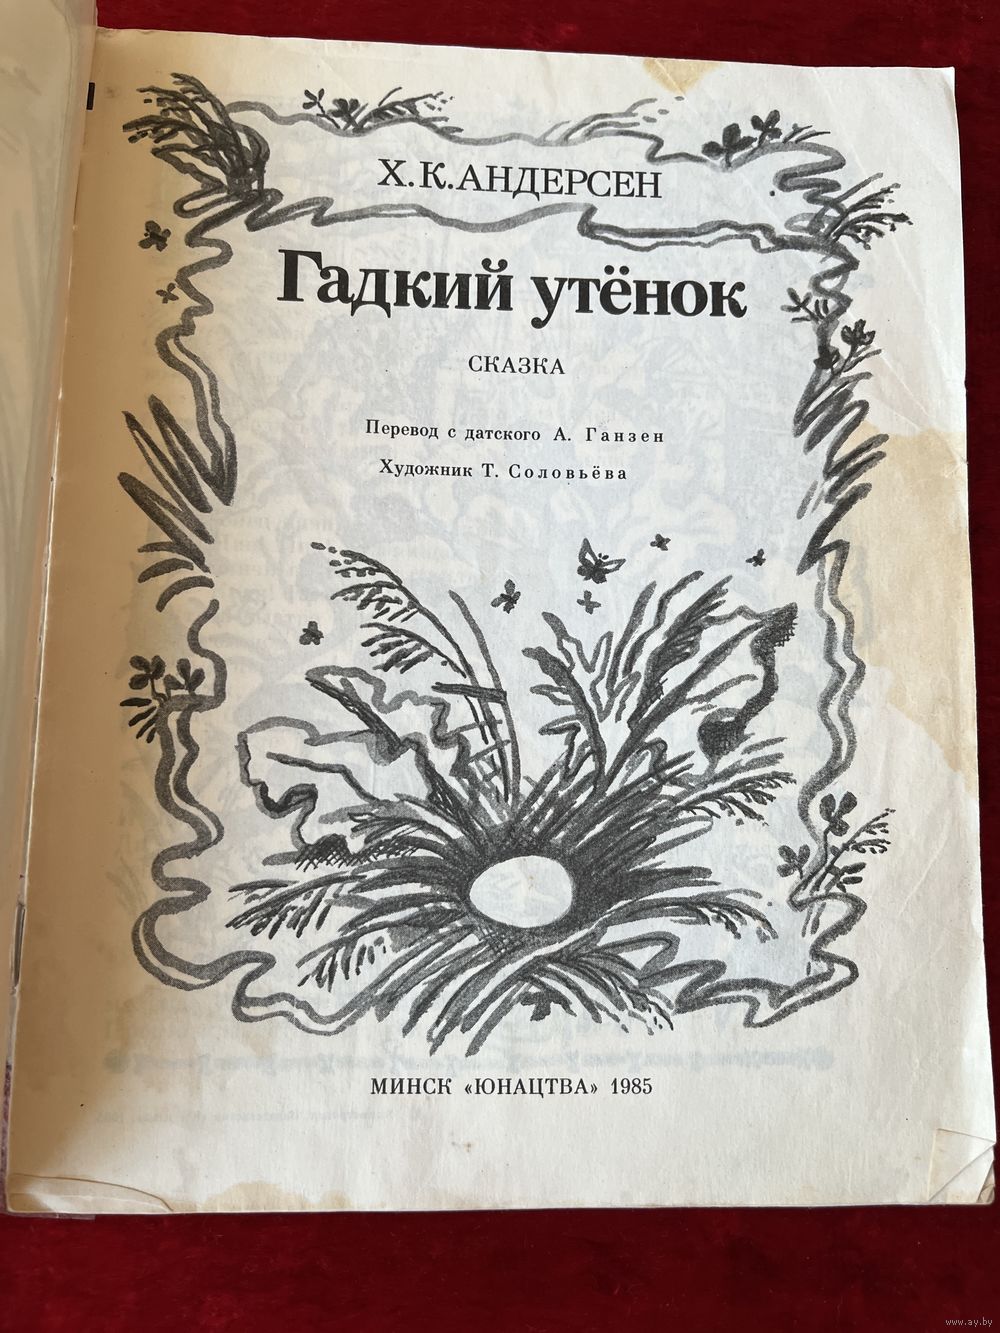 Х.К.АНДЕРСЕН
Гадкий утёнок
СКАЗКА
Перевод с датского А. Ганзен
Художник Т. Соловьёва
МИНСК «ЮНАЦТВА» 1985
www.ay.by